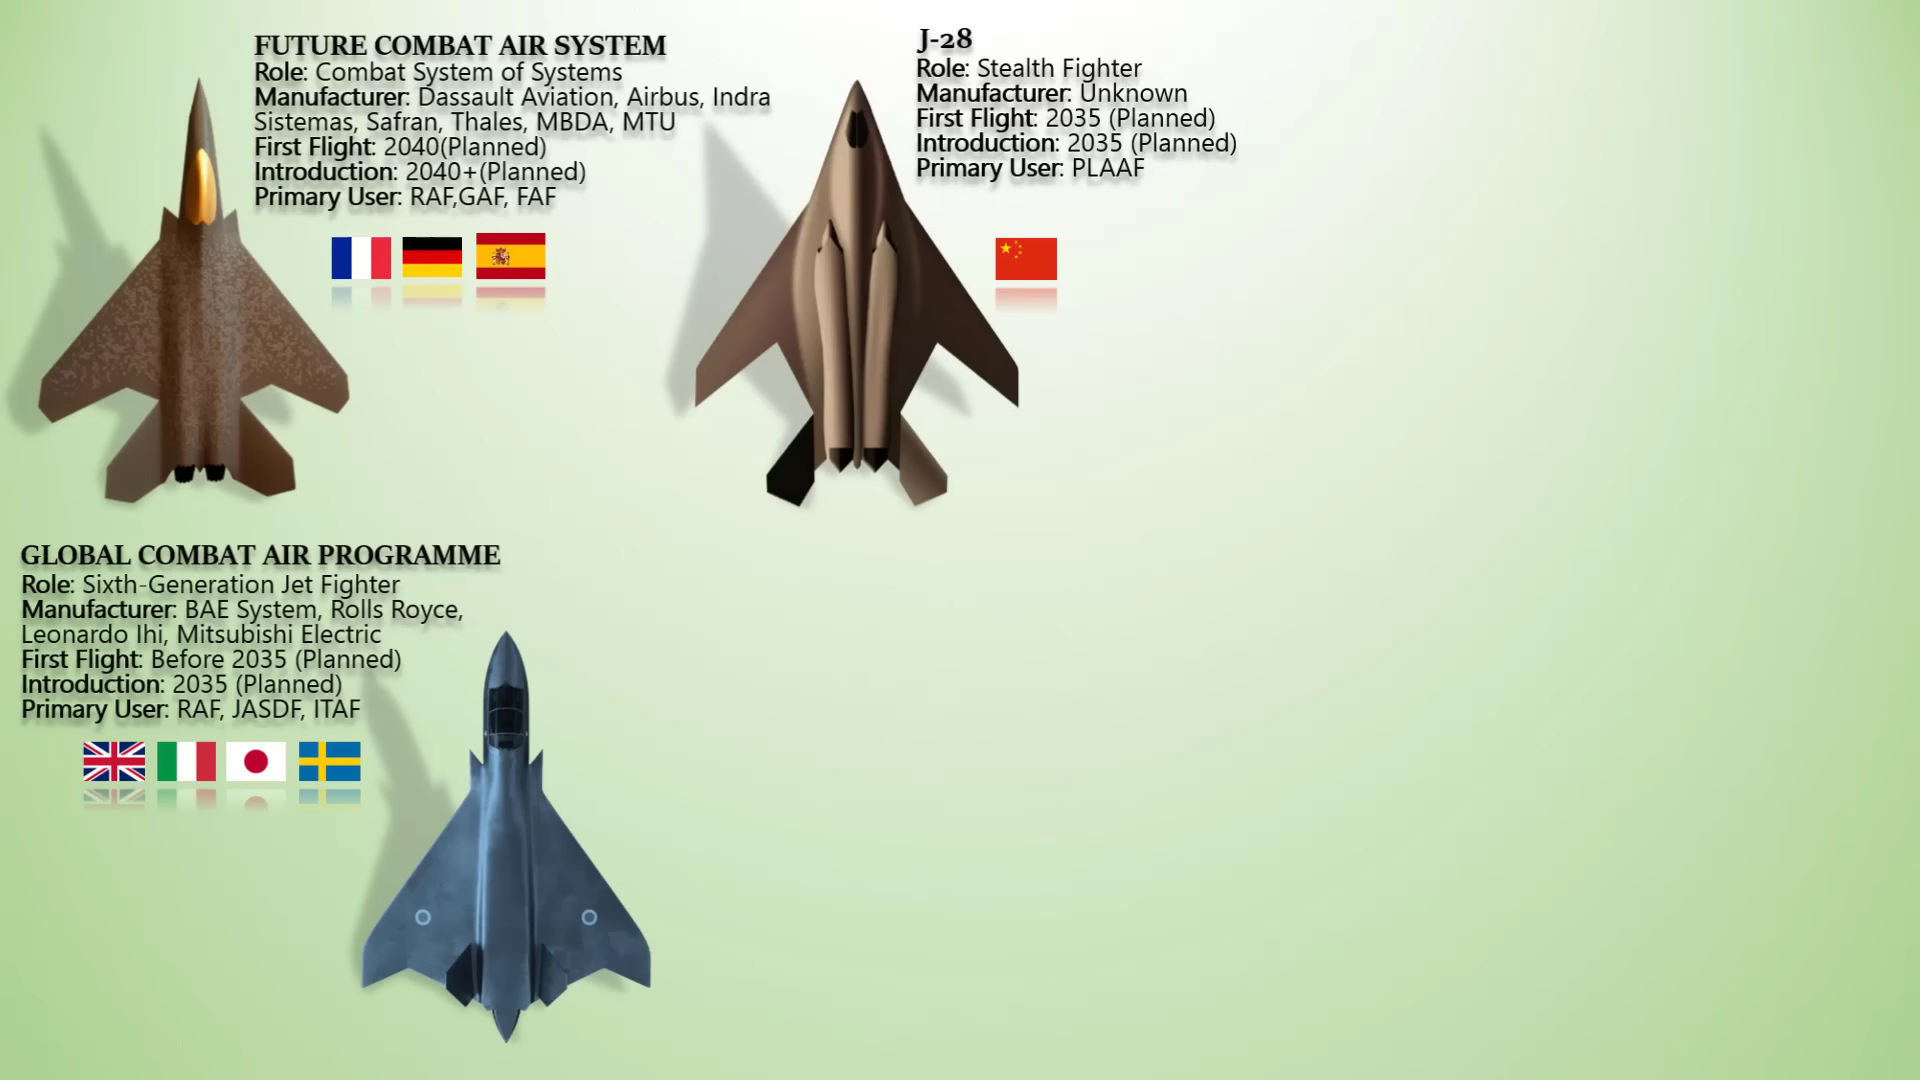 FUTURE COMBAT AIR SYSTEM
Role: Combat System of Systems
Manufacturer: Dassault Aviation, Airbus, Indra
Sistemas, Safran, Thales, MBDA, MTU
First Flight: 2040(Planned)
Introduction: 2040+(Planned)
Primary User: RAF,GAF, FAF
J-28
Role: Stealth Fighter
Manufacturer: Unknown
First Flight: 2035 (Planned)
Introduction: 2035 (Planned)
Primary User: PLAAF
GLOBAL COMBAT AIR PROGRAMME
Role: Sixth-Generation Jet Fighter
Manufacturer: BAE System, Rolls Royce,
Leonardo Ihi, Mitsubishi Electric
First Flight: Before 2035 (Planned)
Introduction: 2035 (Planned)
Primary User: RAF, JASDF, ITAF